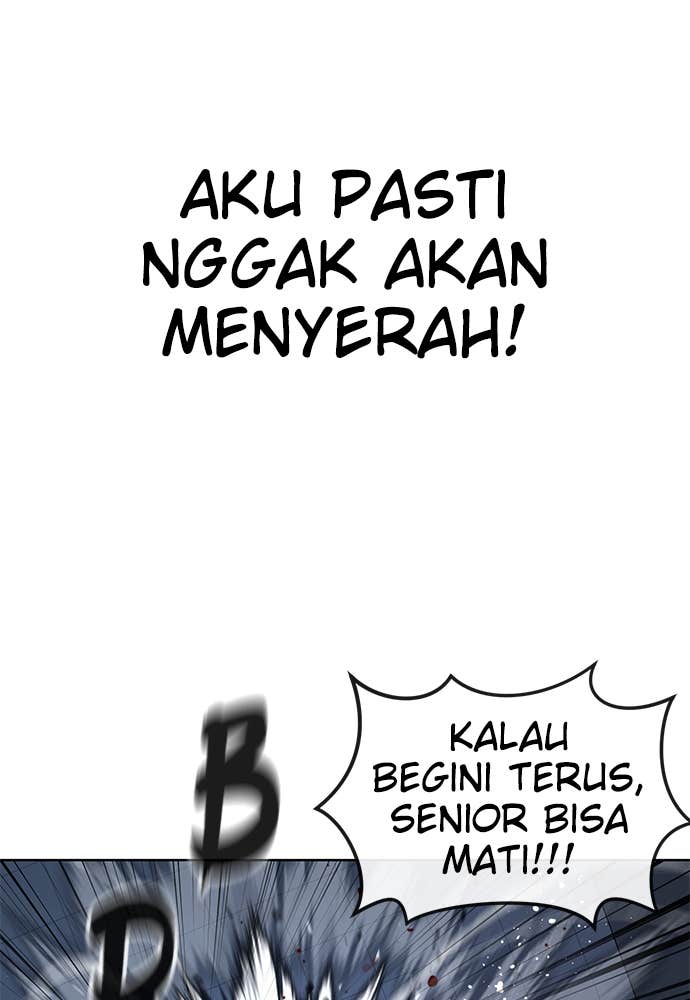 AKU PASTI
NGGAK AKAN
MENYERAH!
KALAU
BEGINI TERUS,
SENIOR BISA
MATI!!!
B
B